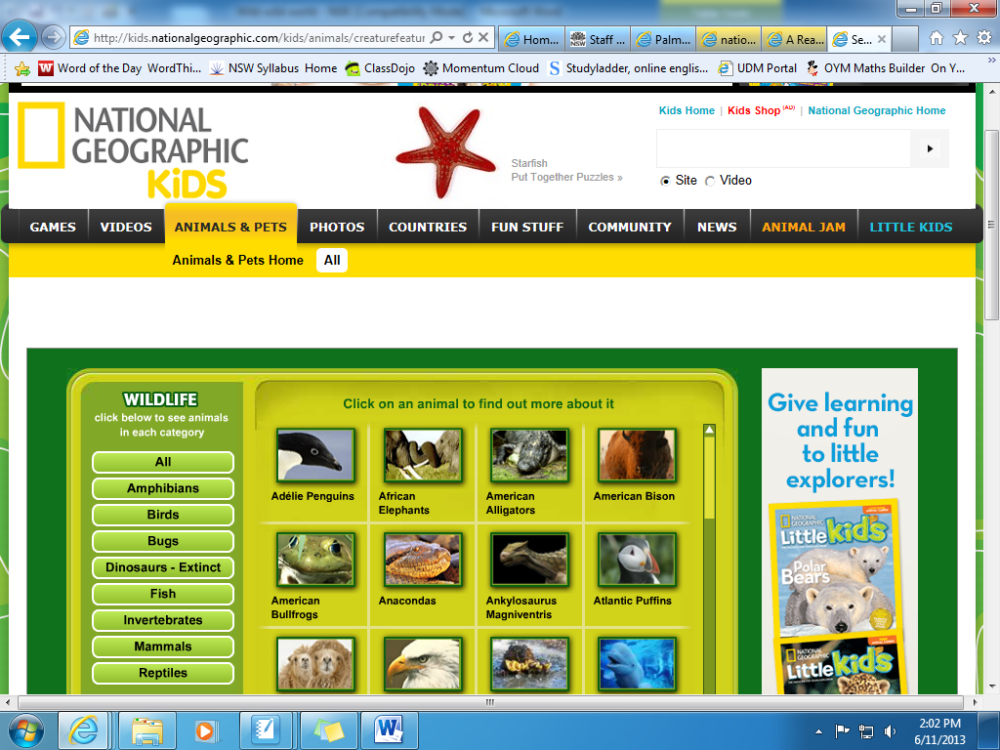 http://kids.nationalgeographic.com/kids/animals/creaturefeatur
Hom...
Staff ...
Palm...
natio...
A Rea...
Se...
Word of the Day WordThi...
NSW Syllabus Home
ClassDojo
Momentum Cloud
Studyladder, online englis...
UDM Portal
OYM Maths Builder On Y...
NATIONAL
GEOGRAPHIC
KiDS
Starfish
Put Together Puzzles »
Kids Home | Kids Shop (AD) | National Geographic Home
Site Video
GAMES VIDEOS ANIMALS & PETS PHOTOS COUNTRIES FUN STUFF COMMUNITY NEWS ANIMAL JAM LITTLE KIDS
Animals & Pets Home All
WILDLIFE
click below to see animals
in each category
All
Amphibians
Birds
Bugs
Dinosaurs - Extinct
Fish
Invertebrates
Mammals
Reptiles
Click on an animal to find out more about it
Adélie Penguins
African
Elephants
American
Alligators
American Bison
American
Bullfrogs
Anacondas
Ankylosaurus
Magniventris
Atlantic Puffins
Give learning
and fun
to little
explorers!
NATIONAL
GEOGRAPHIC
Little kids
Polar
Bears
NATIONAL
GEOGRAPHIC
Little kids
2:02 PM
6/11/2013